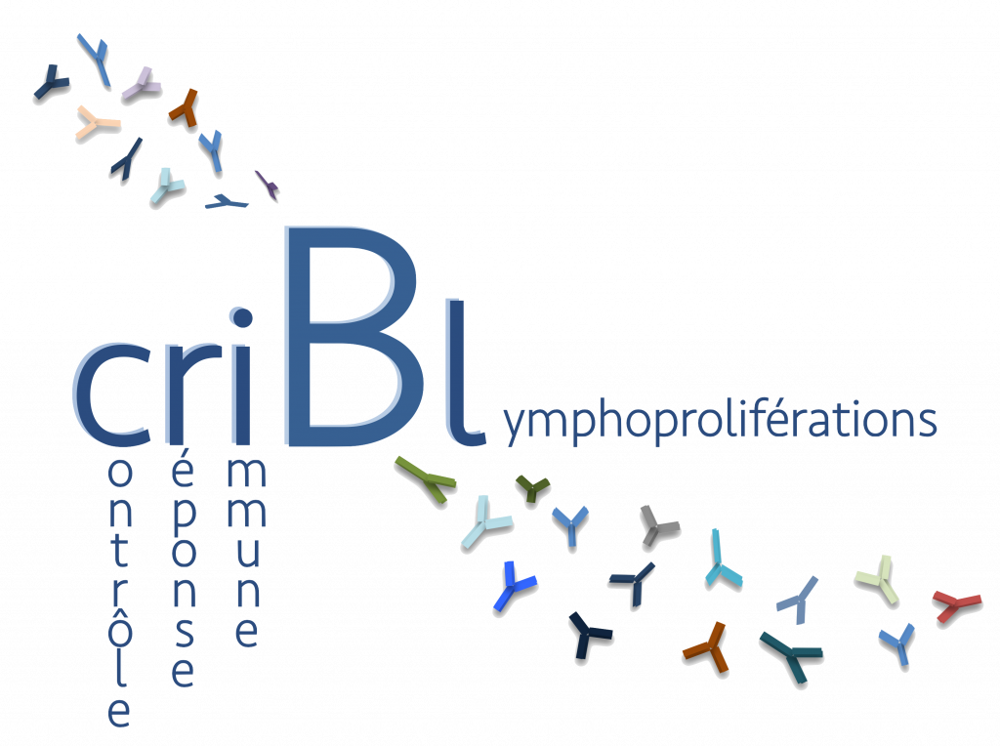 criBl ymphoproliférations
ontrôle
éponse
mmune